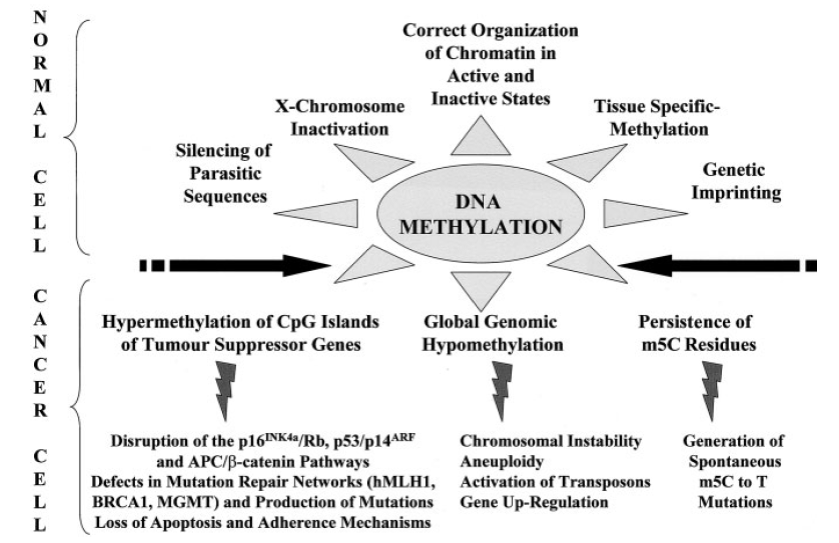 NORMAL CELL
Correct Organization
of Chromatin in
Active and
Inactive States
X-Chromosome
Inactivation
Tissue Specific-
Methylation
Silencing of
Parasitic
Sequences
Genetic
Imprinting
DNA
METHYLATION
CANCER CELL
Hypermethylation of CpG Islands
of Tumour Suppressor Genes
Global Genomic
Hypomethylation
Persistence of
m5C Residues
Disruption of the p16INK4a/Rb, p53/p14ARF
and APC/β-catenin Pathways
Defects in Mutation Repair Networks (hMLH1,
BRCA1, MGMT) and Production of Mutations
Loss of Apoptosis and Adherence Mechanisms
Chromosomal Instability
Aneuploidy
Activation of Transposons
Gene Up-Regulation
Generation of
Spontaneous
m5C to T
Mutations